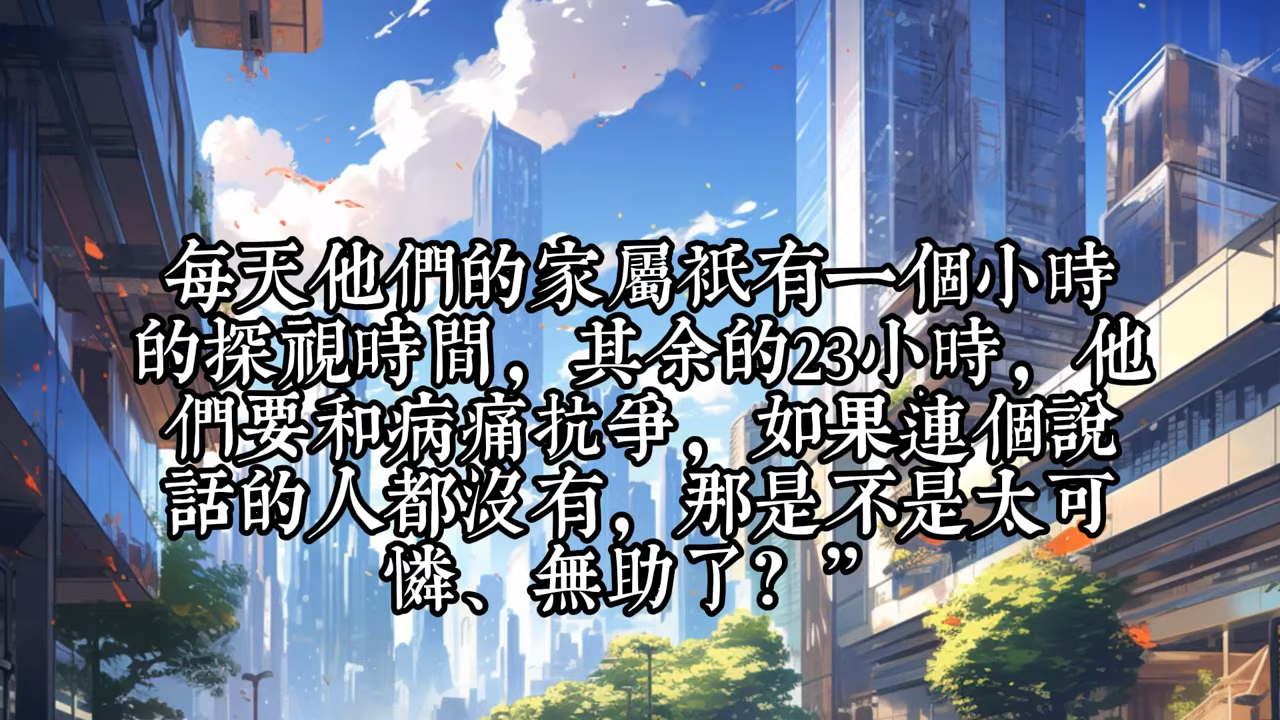 每天他們的家屬衹有一個小時
的探視時間，其余的23小時，他
們要和病痛抗爭，如果連個說
話的人都沒有，那是不是太可
憐、無助了？”